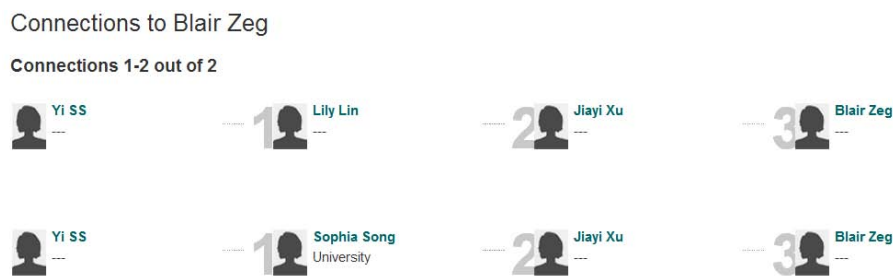 Connections to Blair Zeg
Connections 1-2 out of 2
Yi SS
---
1
Lily Lin
---
2
Jiayi Xu
---
3
Blair Zeg
---
Yi SS
---
1
Sophia Song
University
2
Jiayi Xu
---
3
Blair Zeg
---